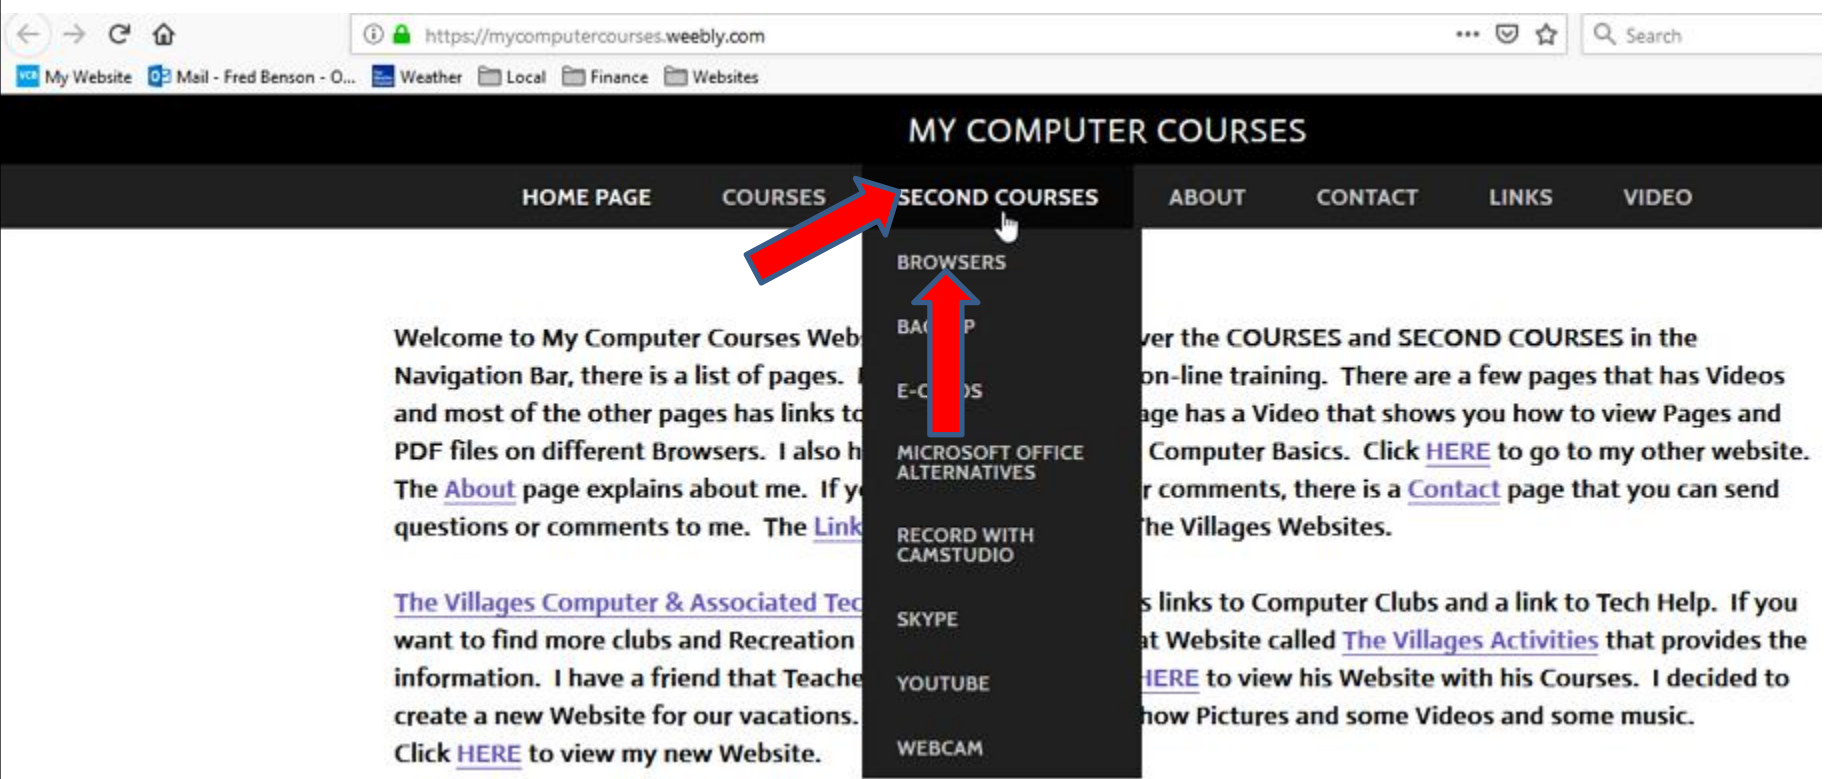 https://mycomputercourses.weebly.com
Search
My Website Mail - Fred Benson - O... Weather Local Finance Websites
MY COMPUTER COURSES
HOME PAGE COURSES SECOND COURSES ABOUT CONTACT LINKS VIDEO
BROWSERS
E-C
MICROSOFT OFFICE
ALTERNATIVES
RECORD WITH
CAMSTUDIO
SKYPE
YOUTUBE
WEBCAM
Welcome to My Computer Courses Web ver the COURSES and SECOND COURSES in the
Navigation Bar, there is a list of pages. on-line training. There are a few pages that has Videos
and most of the other pages has links to age has a Video that shows you how to view Pages and
PDF files on different Browsers. I also h Computer Basics. Click HERE to go to my other website.
The About page explains about me. If y r comments, there is a Contact page that you can send
questions or comments to me. The Link he Villages Websites.
The Villages Computer & Associated Tec s links to Computer Clubs and a link to Tech Help. If you
want to find more clubs and Recreation at Website called The Villages Activities that provides the
information. I have a friend that Teache HERE to view his Website with his Courses. I decided to
create a new Website for our vacations. how Pictures and some Videos and some music.
Click HERE to view my new Website.